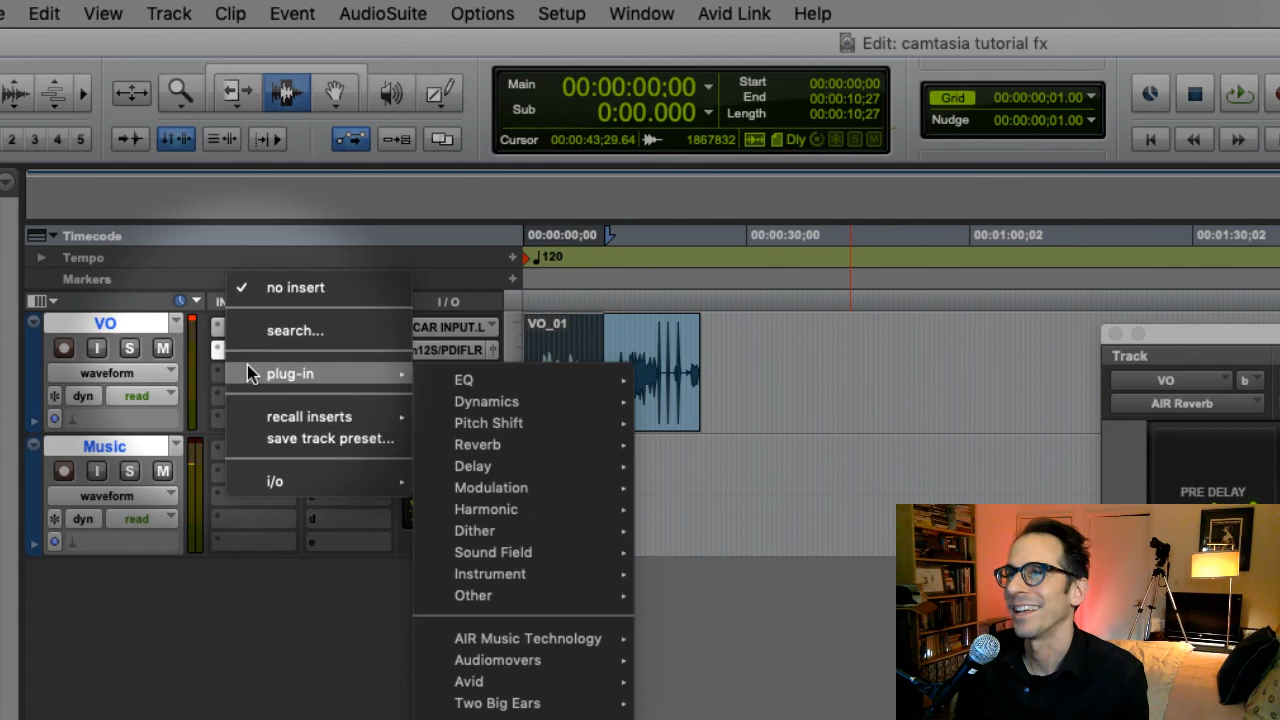 Edit View Track Clip Event AudioSuite Options Setup Window Avid Link Help
Edit: camtasia tutorial fx
Main 00:00:00;00
Sub 0:00.000
Start 00:00:00;00
End 00:00:10;27
Length 00:00:10;27
Cursor 00:00:43;29.64 1867832 Dly
Grid 00:00:00;01.00
Nudge 00:00:00;01.00
2 3 4 5
Timecode
00:00:00;00 00:00:30;00 00:01:00;02 00:01:30;02
Tempo
120
Markers
I / O
VO
I S M
waveform
dyn read
Music
I S M
waveform
dyn read
no insert
search...
plug-in
recall inserts
save track preset...
i/o
d
e
CAR INPUT.L
12S/PDIFLR
VO_01
EQ
Dynamics
Pitch Shift
Reverb
Delay
Modulation
Harmonic
Dither
Sound Field
Instrument
Other
AIR Music Technology
Audiomovers
Avid
Two Big Ears
Track
VO b
AIR Reverb
PRE DELAY